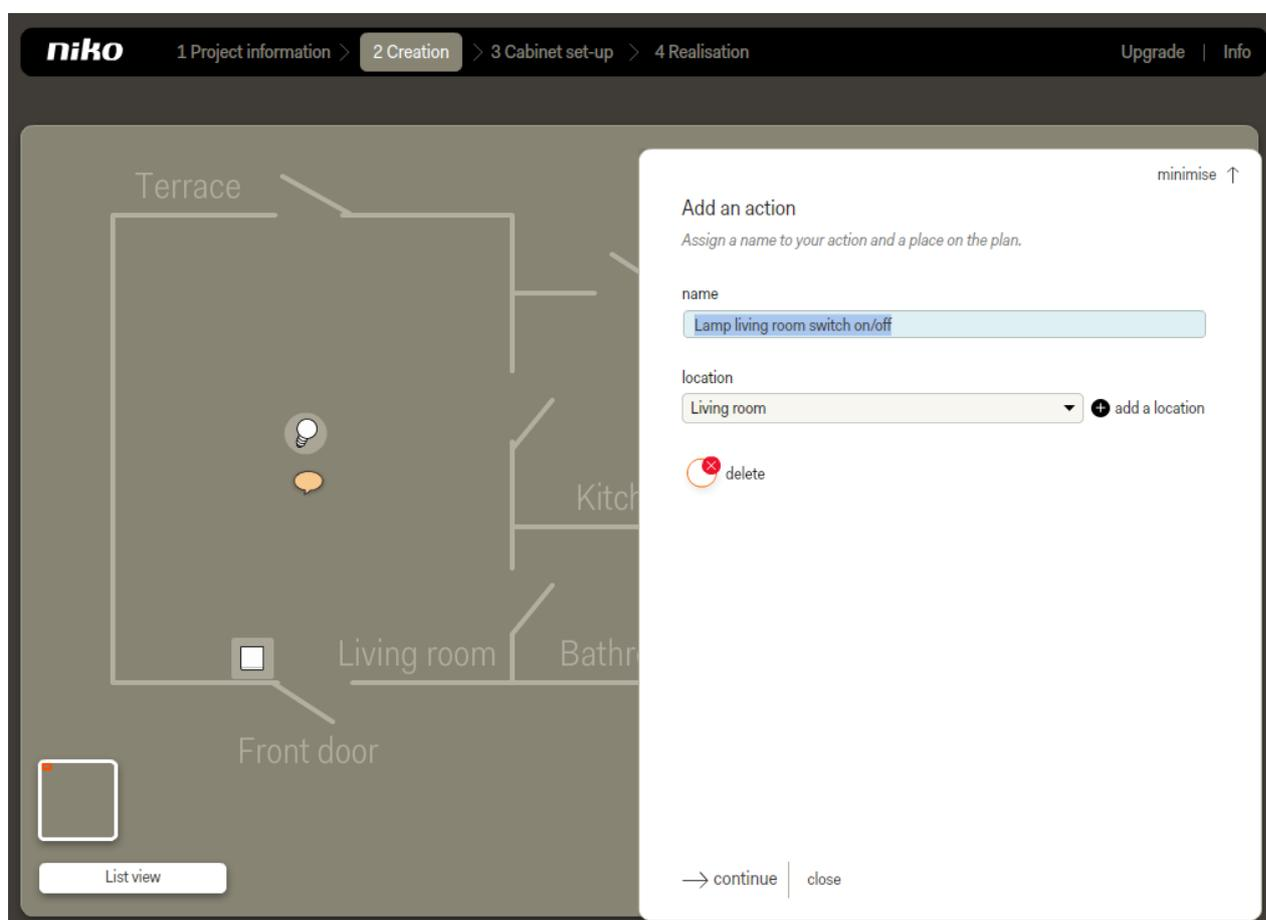 niko 1 Project information 2 Creation 3 Cabinet set-up 4 Realisation Upgrade | Info
minimise
Terrace
Add an action
Assign a name to your action and a place on the plan.
name
Lamp living room switch on/off
location
Living room add a location
delete
Living room
Front door
List view
continue close